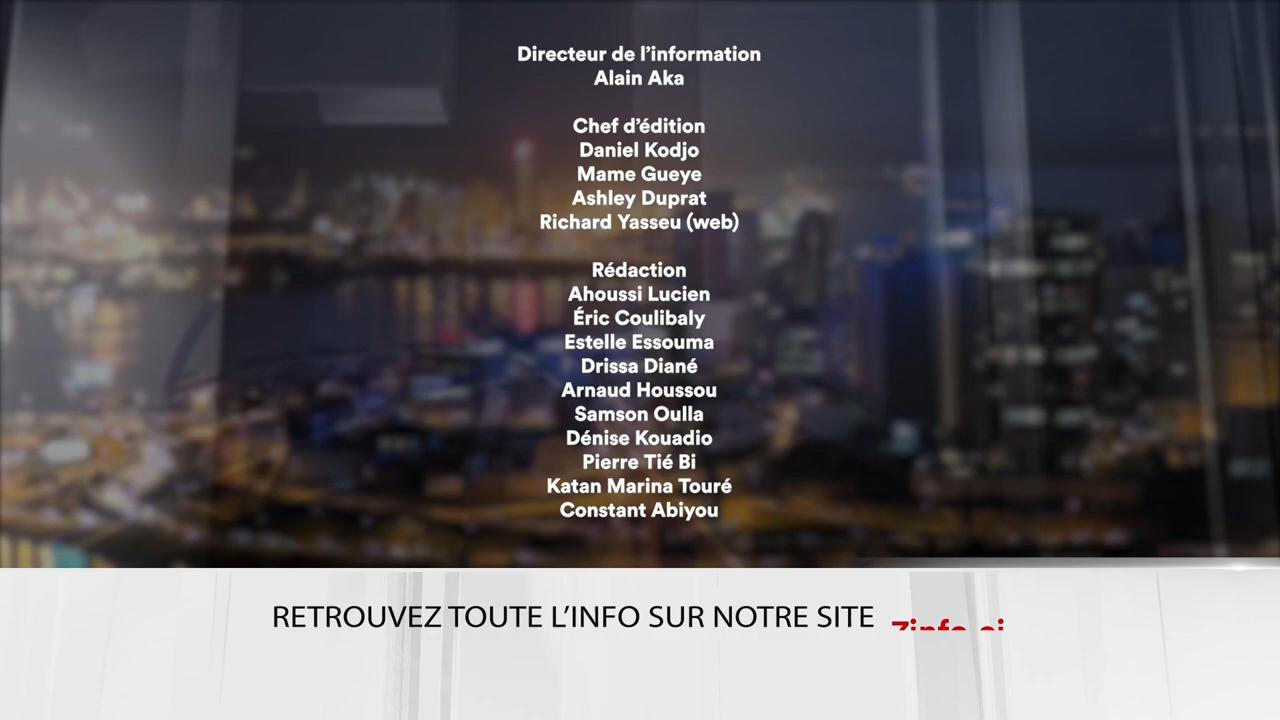 Directeur de l’information
Alain Aka
Chef d’édition
Daniel Kodjo
Mame Gueye
Ashley Duprat
Richard Yasseu (web)
Rédaction
Ahoussi Lucien
Éric Coulibaly
Estelle Essouma
Drissa Diané
Arnaud Houssou
Samson Oulla
Dénise Kouadio
Pierre Tié Bi
Katan Marina Touré
Constant Abiyou
RETROUVEZ TOUTE L’INFO SUR NOTRE SITE